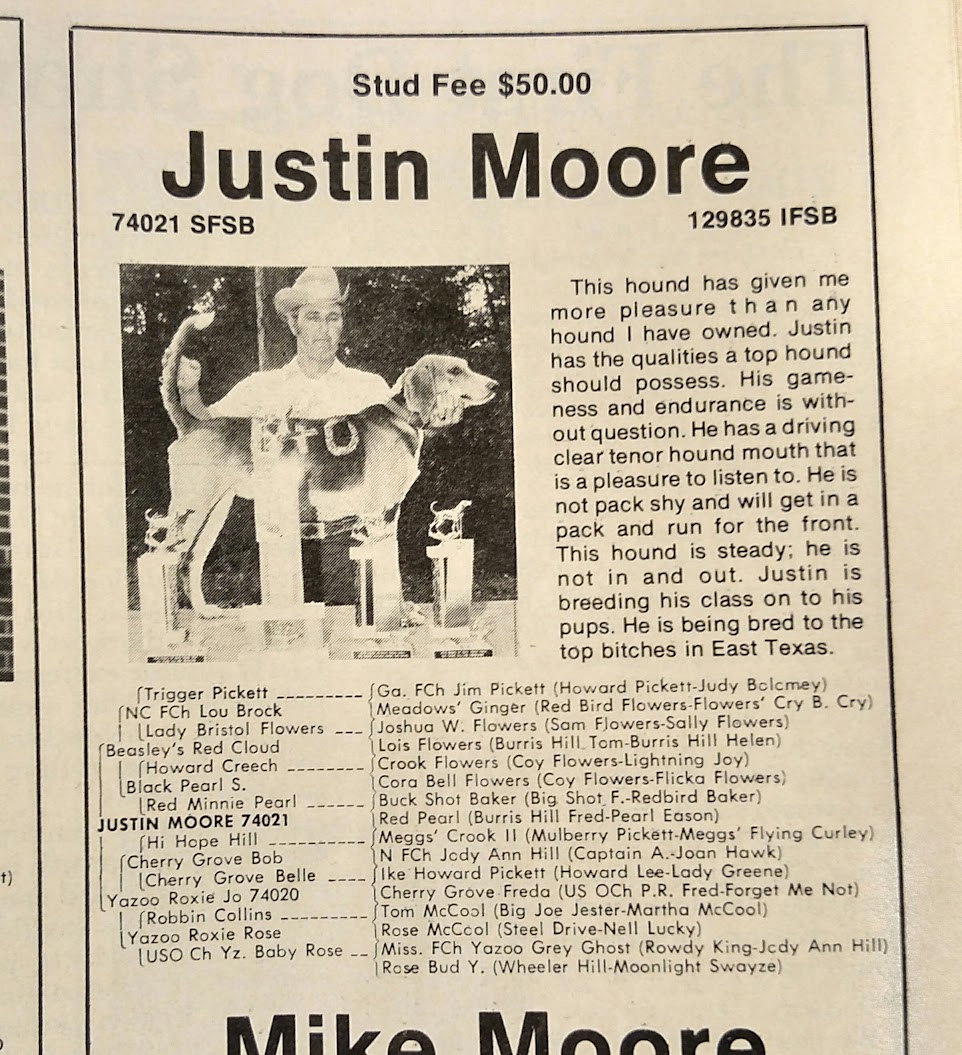 Stud Fee $50.00
Justin Moore
74021 SFSB
129835 IFSB
This hound has given me
more pleasure than any
hound I have owned. Justin
has the qualities a top hound
should possess. His game-
ness and endurance is with-
out question. He has a driving
clear tenor hound mouth that
is a pleasure to listen to. He is
not pack shy and will get in a
pack and run for the front.
This hound is steady; he is
not in and out. Justin is
breeding his class on to his
pups. He is being bred to the
top bitches in East Texas.
Trigger Pickett --------- Ga. FCh Jim Pickett (Howard Pickett-Judy Bolcmey)
NC FCh Lou Brock Meadows' Ginger (Red Bird Flowers-Flowers' Cry B. Cry)
Lady Bristol Flowers --- Joshua W. Flowers (Sam Flowers-Sally Flowers)
Beasley's Red Cloud Lois Flowers (Burris Hill Tom-Burris Hill Helen)
Howard Creech -------- Crook Flowers (Coy Flowers-Lightning Joy)
Black Pearl S. Cora Bell Flowers (Coy Flowers-Flicka Flowers)
Red Minnie Pearl ------ Buck Shot Baker (Big Shot F.-Redbird Baker)
JUSTIN MOORE 74021 Red Pearl (Burris Hill Fred-Pearl Eason)
Hi Hope Hill ---------- Meggs' Crook II (Mulberry Pickett-Meggs' Flying Curley)
Cherry Grove Bob N FCh Jody Ann Hill (Captain A.-Joan Hawk)
Cherry Grove Belle ---- Ike Howard Pickett (Howard Lee-Lady Greene)
Yazoo Roxie Jo 74020 Cherry Grove Freda (US OCh P.R. Fred-Forget Me Not)
Robbin Collins --------- Tom McCool (Big Joe Jester-Martha McCool)
Yazoo Roxie Rose Rose McCool (Steel Drive-Nell Lucky)
USO Ch Yz. Baby Rose -- Miss. FCh Yazoo Grey Ghost (Rowdy King-Jody Ann Hill)
Rose Bud Y. (Wheeler Hill-Moonlight Swayze)
Mike Moore